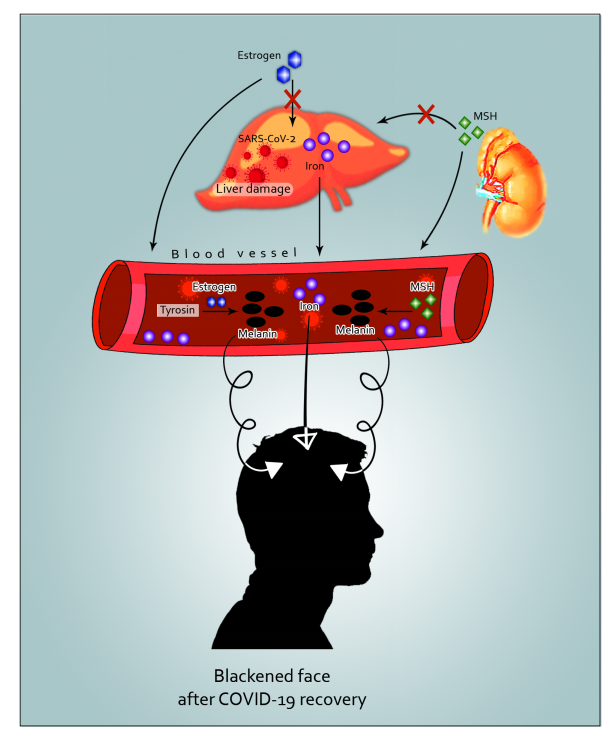 Estrogen
MSH
SARS-CoV-2
Iron
Liver damage
Blood vessel
Estrogen
MSH
Tyrosin
Iron
Melanin
Melanin
Blackened face
after COVID-19 recovery